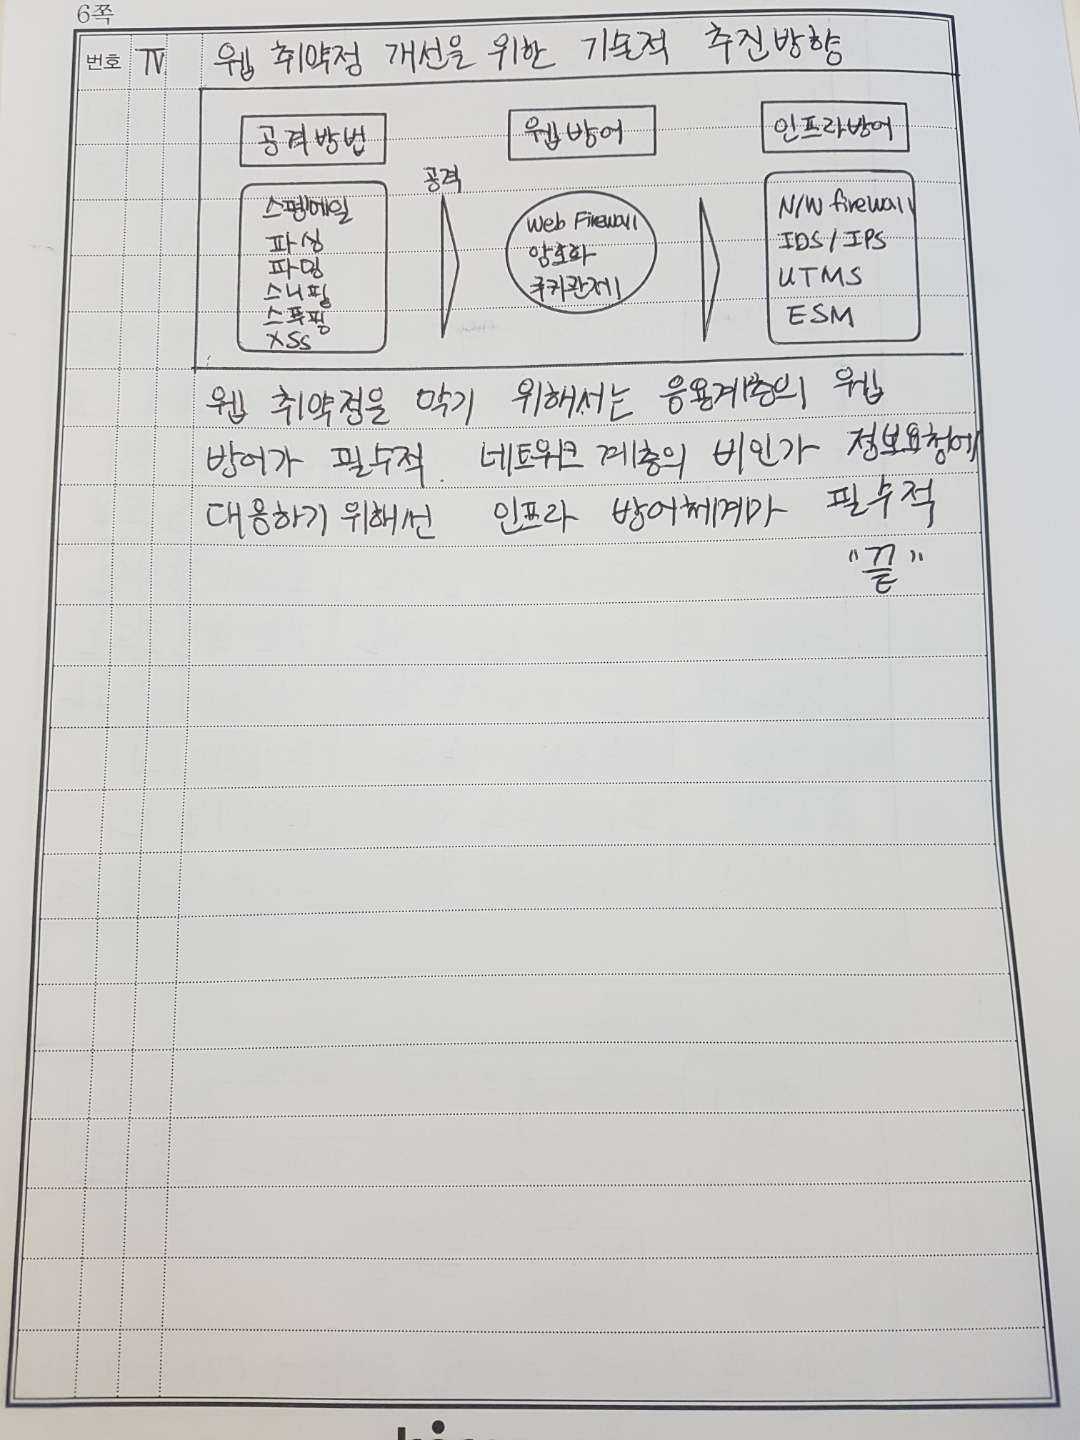 6쪽
번호 IV 웹 취약점 개선을 위한 기술적 추진방향
공격방법 웹방어 인프라방어
공격
스팸메일
파싱
파밍
스니핑
스푸핑
XSS
Web Firewall
암호화
쿠키관제
N/W firewall
IDS / IPS
UTMS
ESM
웹 취약점을 막기 위해서는 응용계층의 웹
방어가 필수적. 네트워크 계층의 비인가 정보요청에
대응하기 위해선 인프라 방어체계마 필수적
"끝"